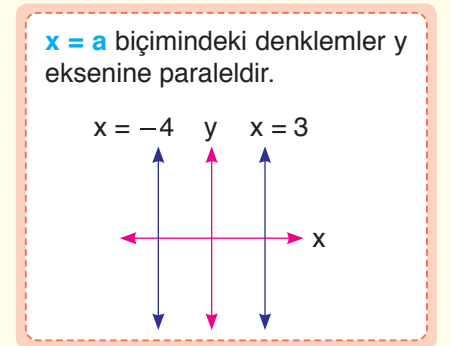 x = a biçimindeki denklemler y
eksenine paraleldir.
x = −4 y x = 3
x